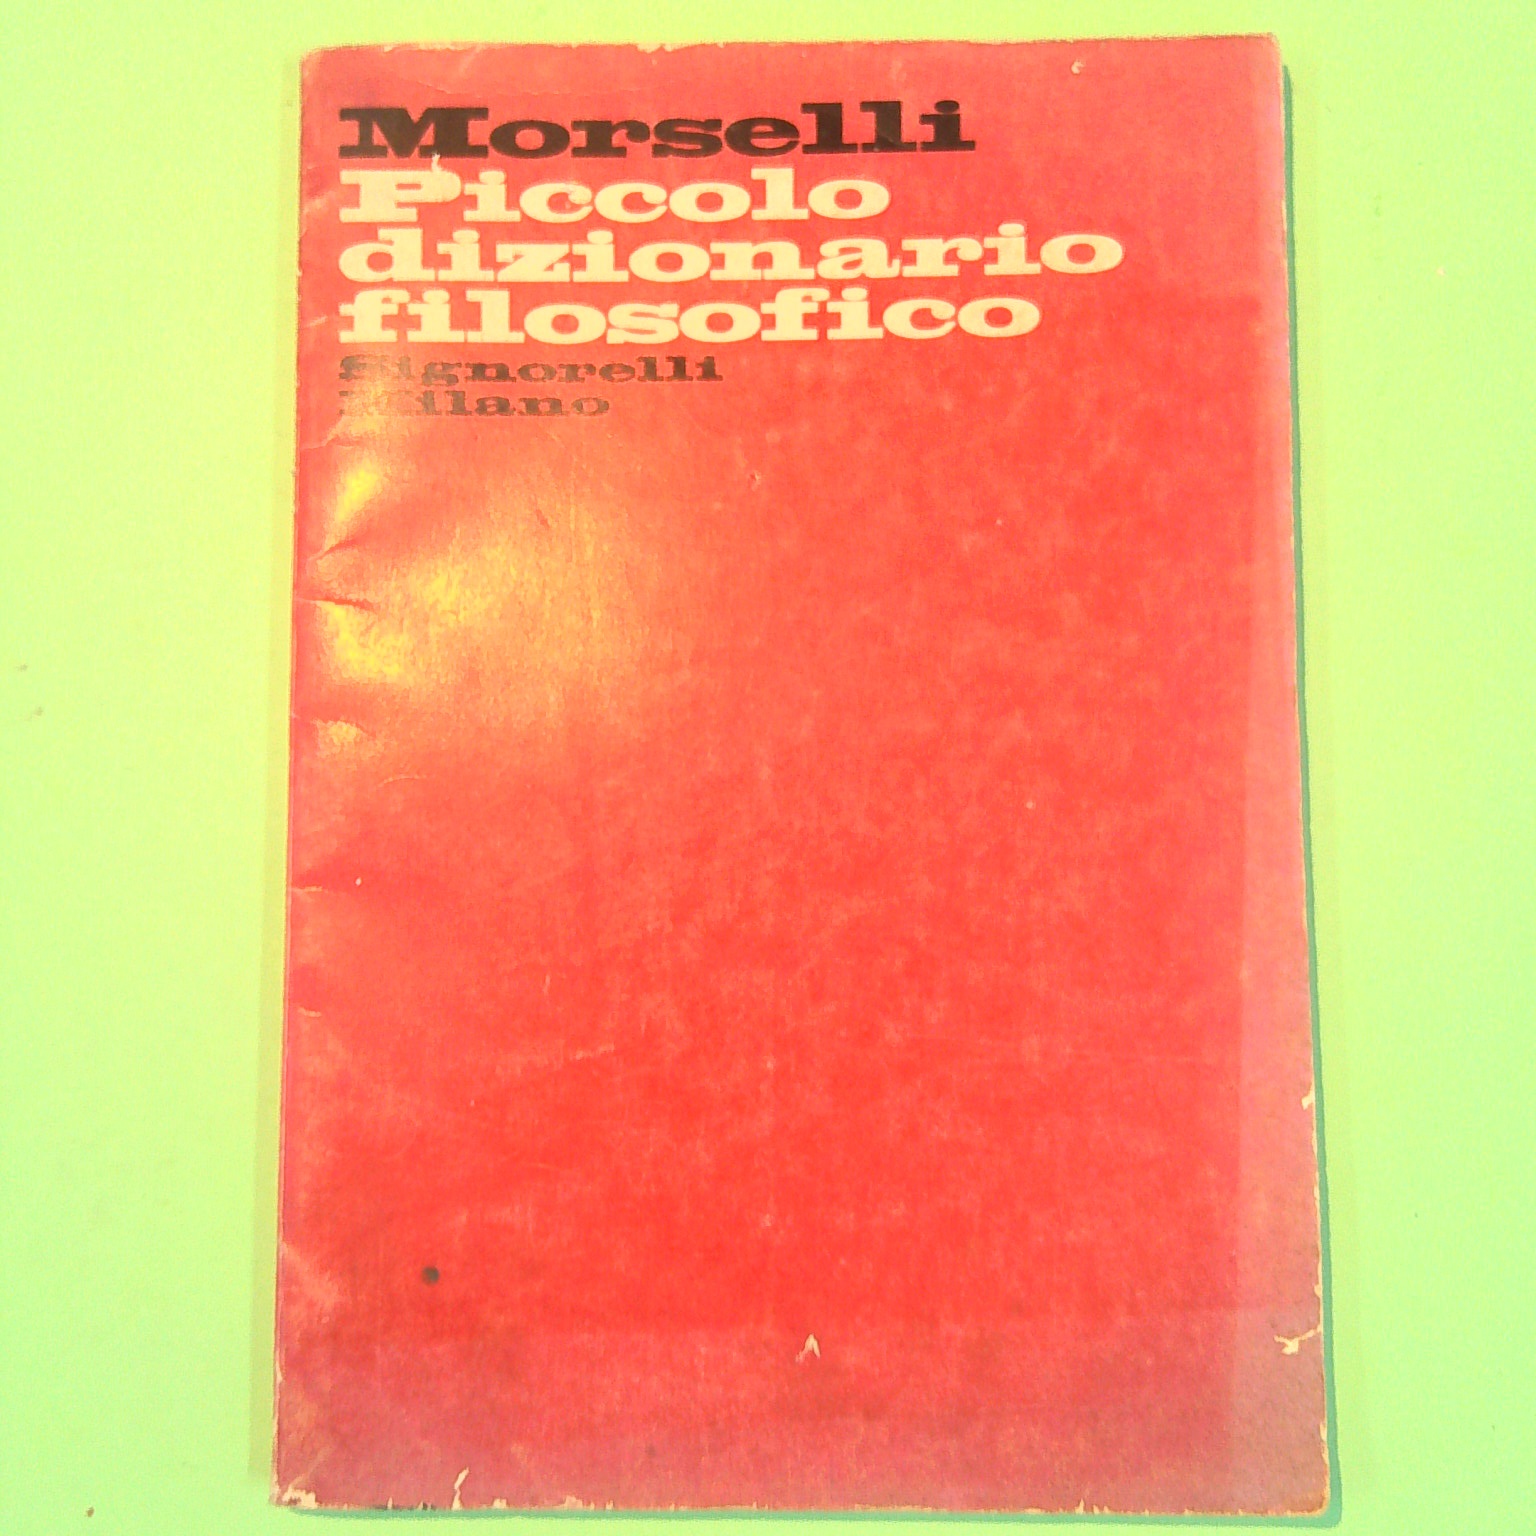 Morselli
Piccolo
dizionario
filosofico
Signorelli
Milano